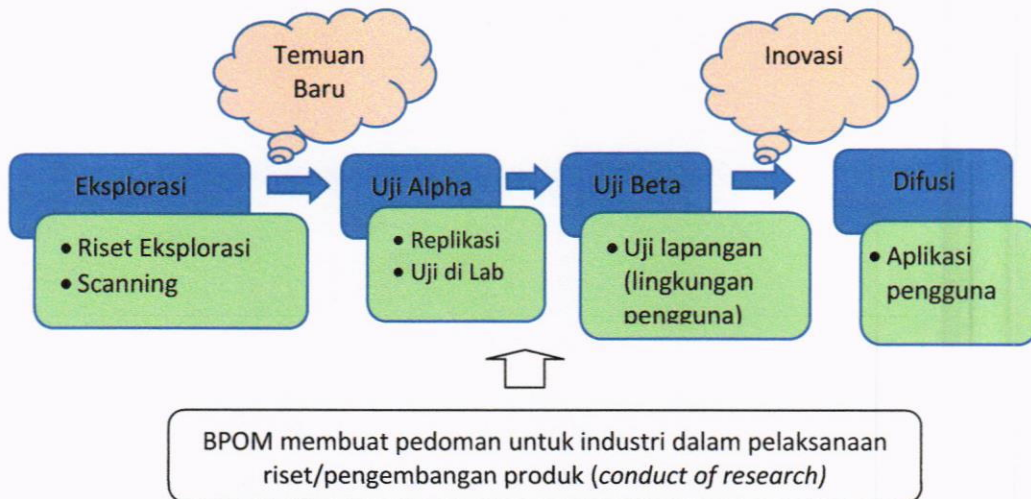 Temuan
Baru
Inovasi
Eksplorasi
Uji Alpha
Uji Beta
Difusi
• Riset Eksplorasi
• Scanning
• Replikasi
• Uji di Lab
• Uji lapangan
(lingkungan
pengguna)
• Aplikasi
pengguna
BPOM membuat pedoman untuk industri dalam pelaksanaan
riset/pengembangan produk (conduct of research)